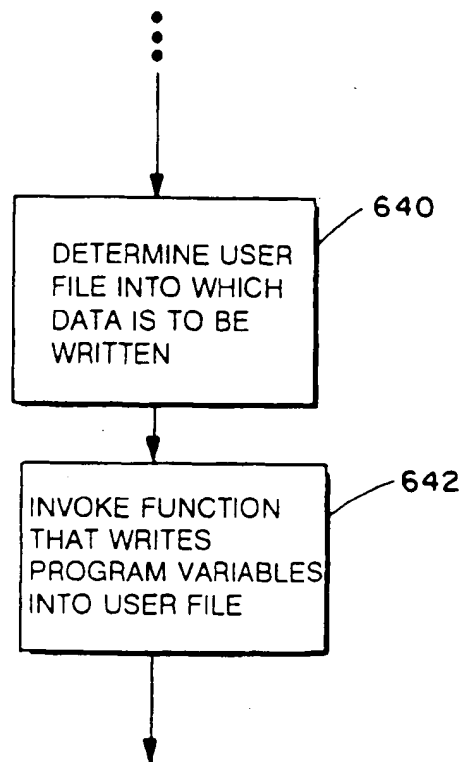 640
DETERMINE USER
FILE INTO WHICH
DATA IS TO BE
WRITTEN
642
INVOKE FUNCTION
THAT WRITES
PROGRAM VARIABLES
INTO USER FILE